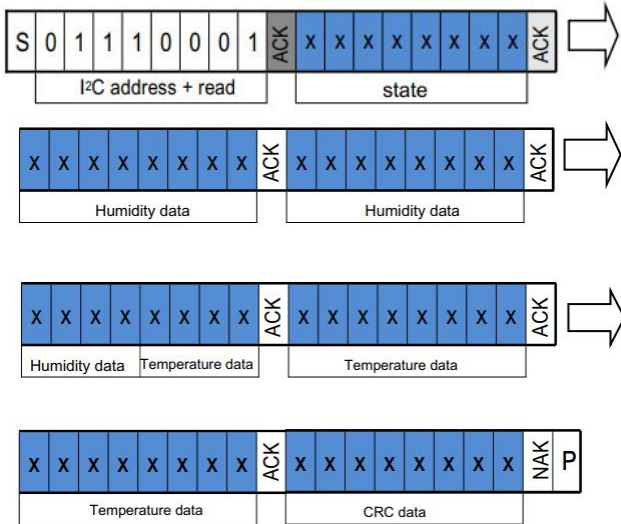 S 0 1 1 1 0 0 0 1 ACK X X X X X X X X ACK
I²C address + read state
X X X X X X X X ACK X X X X X X X X ACK
Humidity data Humidity data
X X X X X X X X ACK X X X X X X X X ACK
Humidity data Temperature data Temperature data
X X X X X X X X ACK X X X X X X X X NAK P
Temperature data CRC data